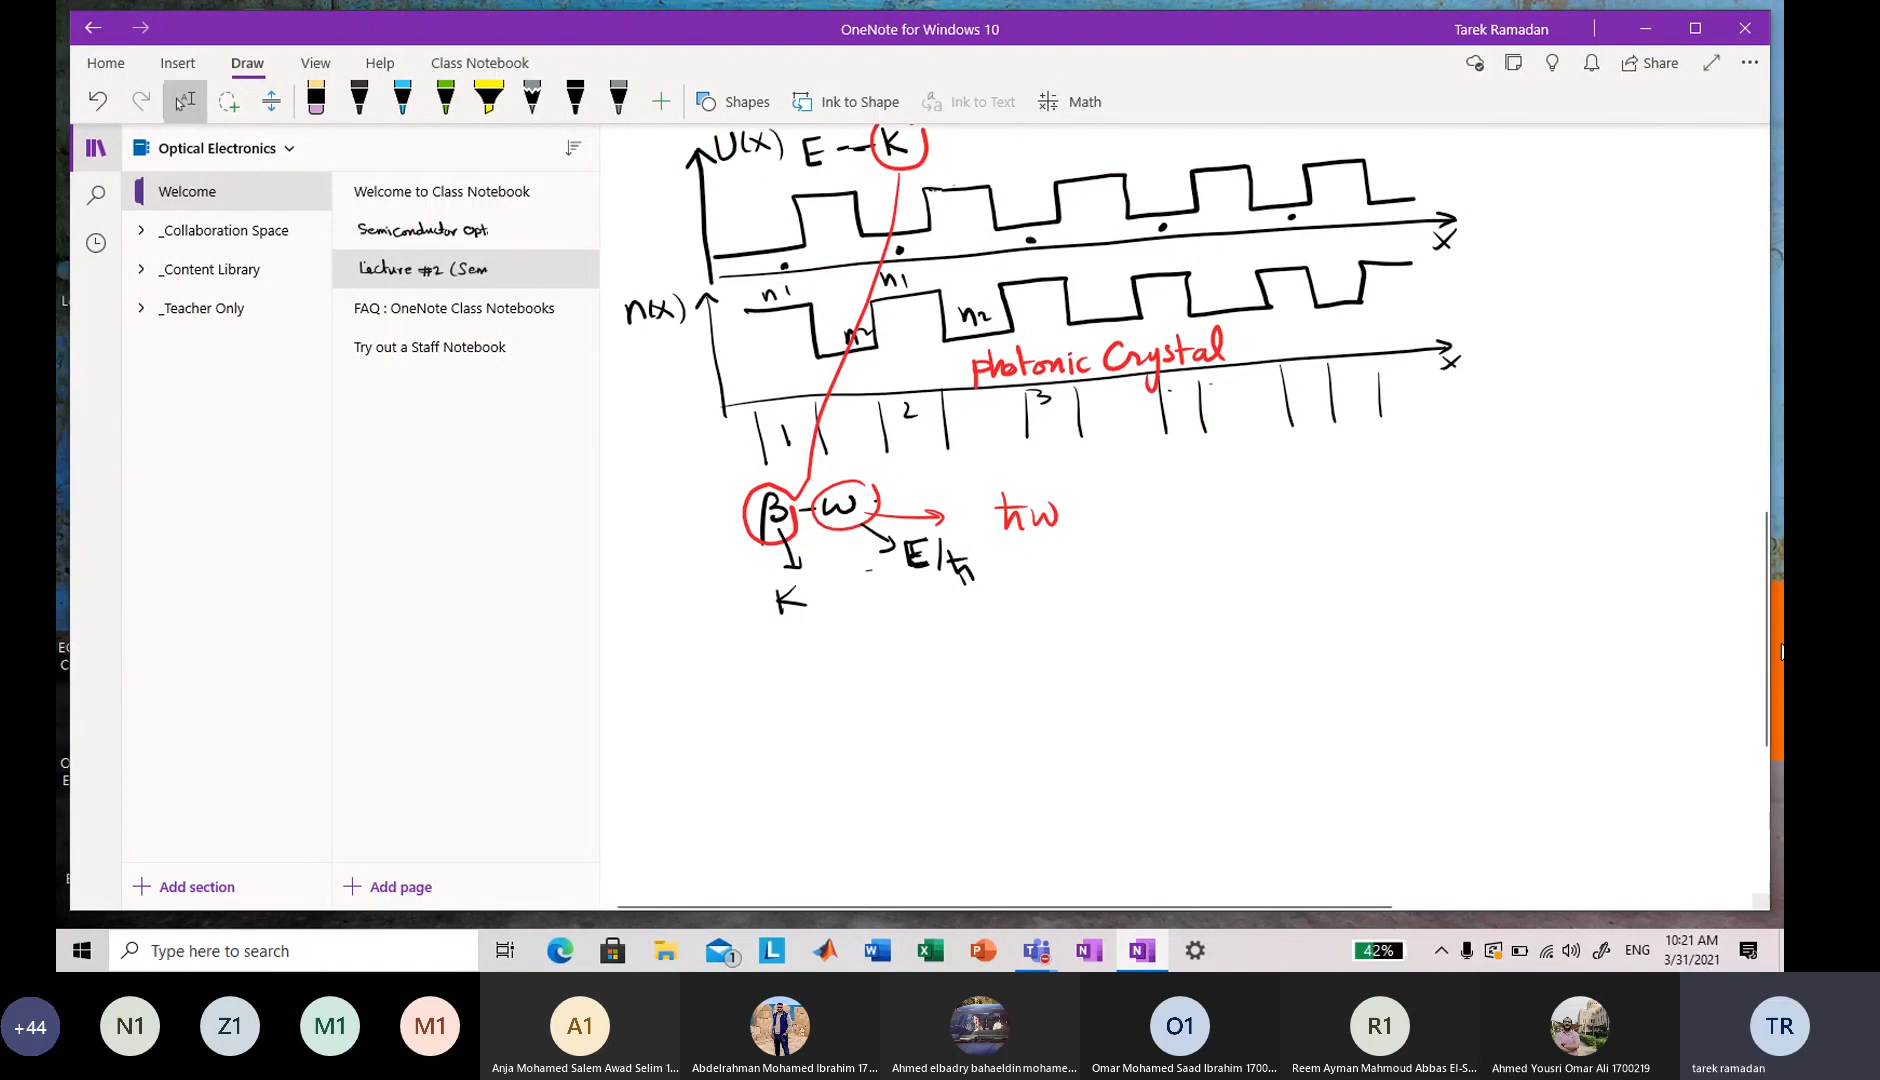 OneNote for Windows 10
Tarek Ramadan
Home Insert Draw View Help Class Notebook
Share
Shapes Ink to Shape Ink to Text Math
Optical Electronics
Welcome
_Collaboration Space
_Content Library
_Teacher Only
Welcome to Class Notebook
Semiconductor Opti
Lecture #2 (Sem
FAQ : OneNote Class Notebooks
Try out a Staff Notebook
Add section
Add page
U(x) E — K
x
n(x) n1 n2 n1 n2
Photonic Crystal
x
1 2 3
β – ω ħω
E/ħ
K
Type here to search
1
42%
ENG
10:21 AM
3/31/2021
+44 N1 Z1 M1 M1 A1 O1 R1 TR
Anja Mohamed Salem Awad Selim 1...
Abdelrahman Mohamed Ibrahim 17...
Ahmed elbadry bahaeldin mohame...
Omar Mohamed Saad Ibrahim 1700...
Reem Ayman Mahmoud Abbas El-S...
Ahmed Yousri Omar Ali 1700219
tarek ramadan